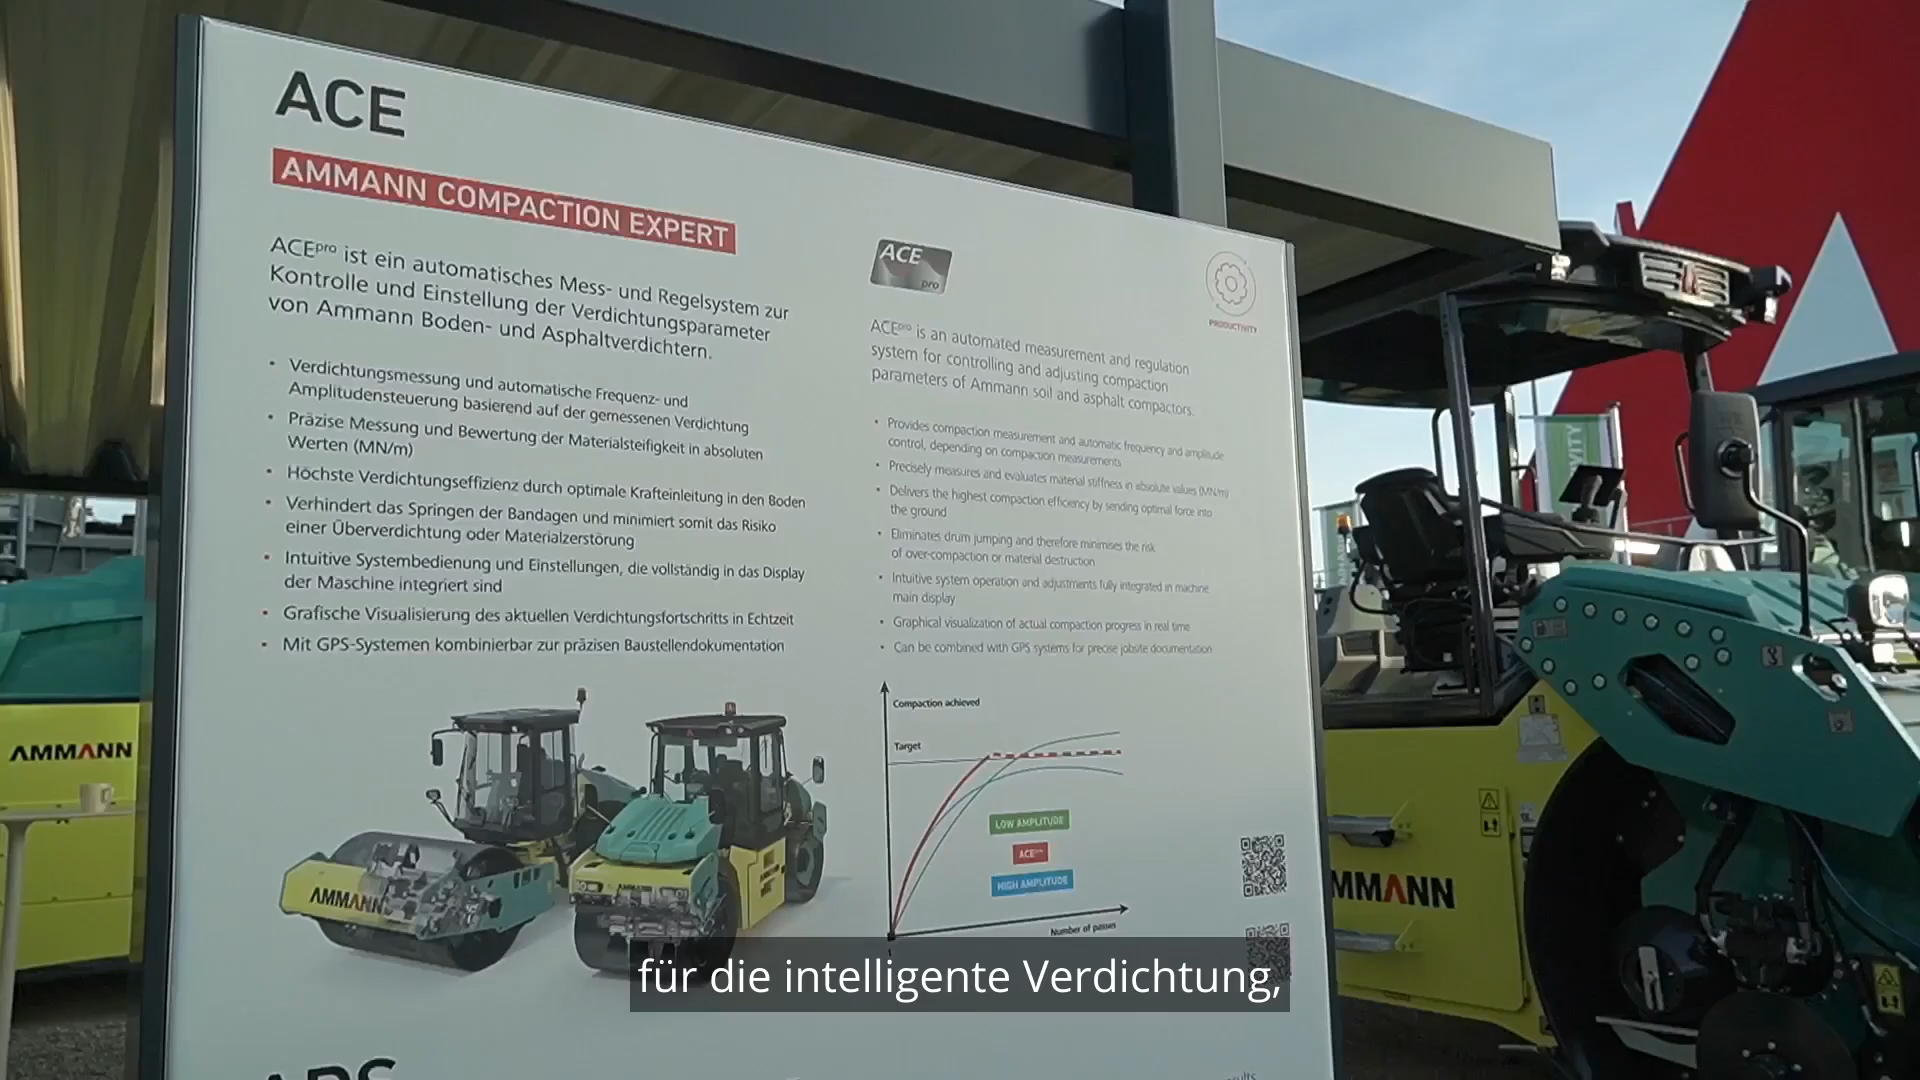 ACE
AMMANN COMPACTION EXPERT
ACEpro ist ein automatisches Mess- und Regelsystem zur
Kontrolle und Einstellung der Verdichtungsparameter
von Ammann Boden- und Asphaltverdichtern.
• Verdichtungsmessung und automatische Frequenz- und
Amplitudensteuerung basierend auf der gemessenen Verdichtung
• Präzise Messung und Bewertung der Materialsteifigkeit in absoluten
Werten (MN/m)
• Höchste Verdichtungseffizienz durch optimale Krafteinleitung in den Boden
• Verhindert das Springen der Bandagen und minimiert somit das Risiko
einer Überverdichtung oder Materialzerstörung
• Intuitive Systembedienung und Einstellungen, die vollständig in das Display
der Maschine integriert sind
• Grafische Visualisierung des aktuellen Verdichtungsfortschritts in Echtzeit
• Mit GPS-Systemen kombinierbar zur präzisen Baustellendokumentation
ACE
pro
PRODUCTIVITY
ACEpro is an automated measurement and regulation
system for controlling and adjusting compaction
parameters of Ammann soil and asphalt compactors.
• Provides compaction measurement and automatic frequency and amplitude
control, depending on compaction measurements
• Precisely measures and evaluates material stiffness in absolute values (MN/m)
• Delivers the highest compaction efficiency by sending optimal force into
the ground
• Eliminates drum jumping and therefore minimises the risk
of over-compaction or material destruction
• Intuitive system operation and adjustments fully integrated in machine
main display
• Graphical visualization of actual compaction progress in real time
• Can be combined with GPS systems for precise jobsite documentation
Compaction achieved
Target
LOW AMPLITUDE
ACEpro
HIGH AMPLITUDE
Number of passes
AMMANN
AMMANN
MMANN
für die intelligente Verdichtung,